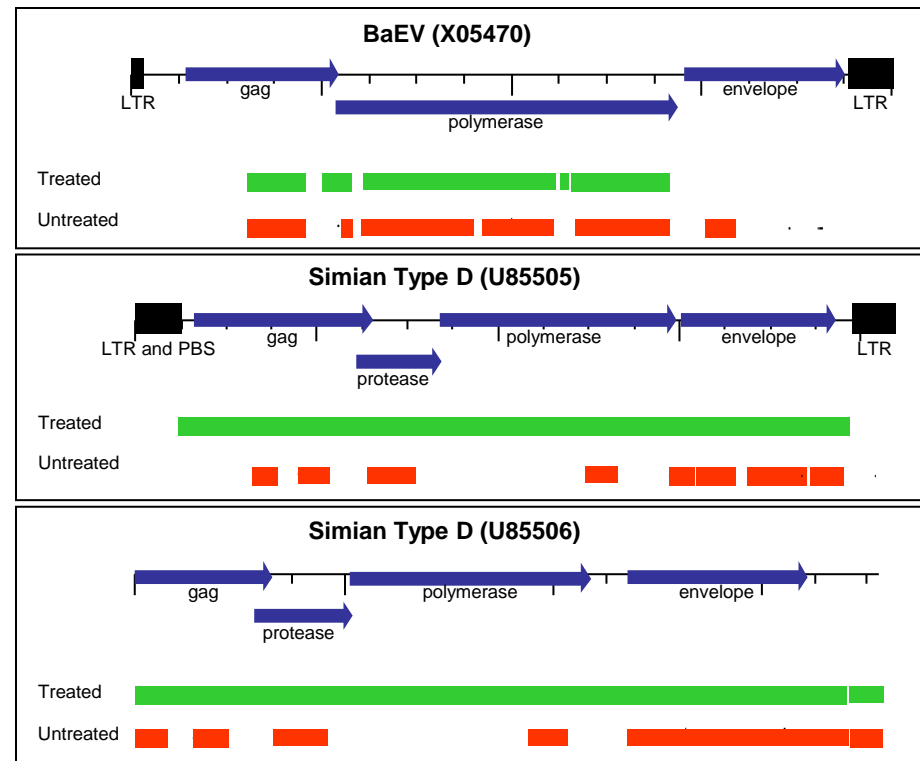 BaEV (X05470)
gag
envelope
LTR
LTR
polymerase
Treated
Untreated
Simian Type D (U85505)
gag
polymerase
envelope
LTR and PBS
LTR
protease
Treated
Untreated
Simian Type D (U85506)
gag
polymerase
envelope
protease
Treated
Untreated